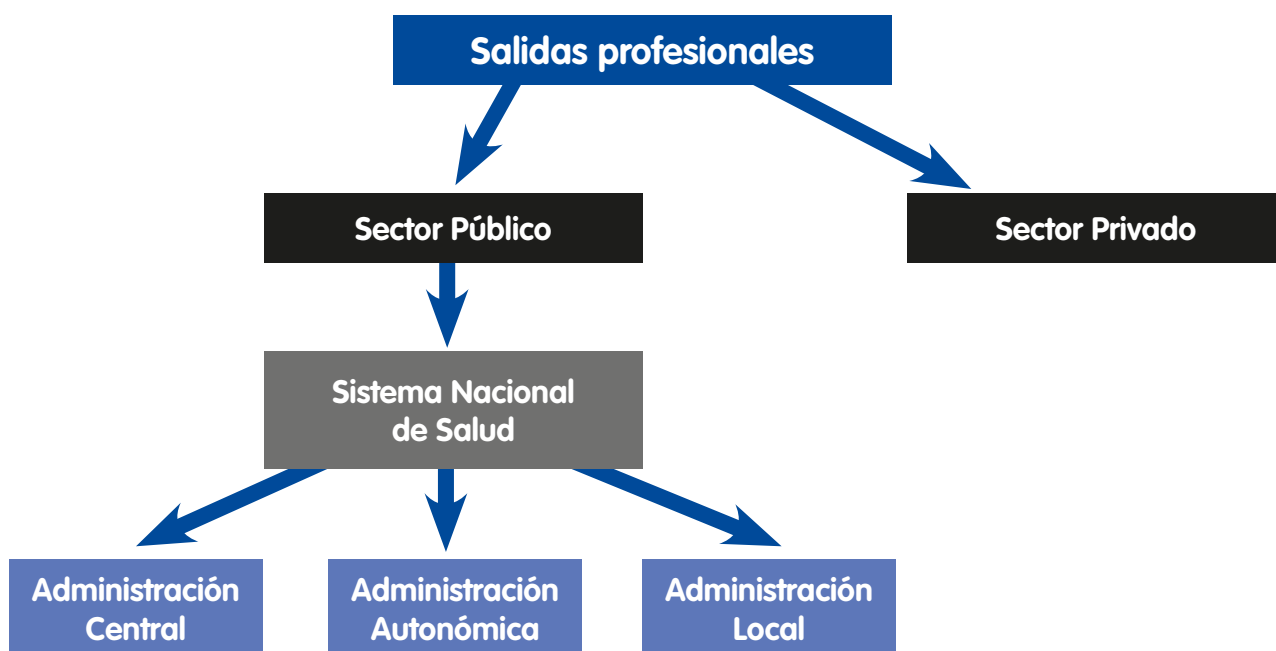 Salidas profesionales
Sector Público
Sector Privado
Sistema Nacional
de Salud
Administración
Central
Administración
Autonómica
Administración
Local